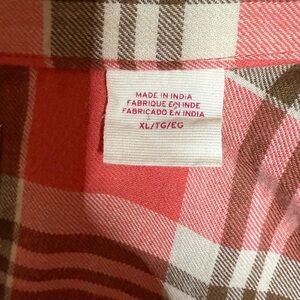 MADE IN INDIA
FABRIQUE EN INDE
FABRICADO EN INDIA
XL/TG/EG